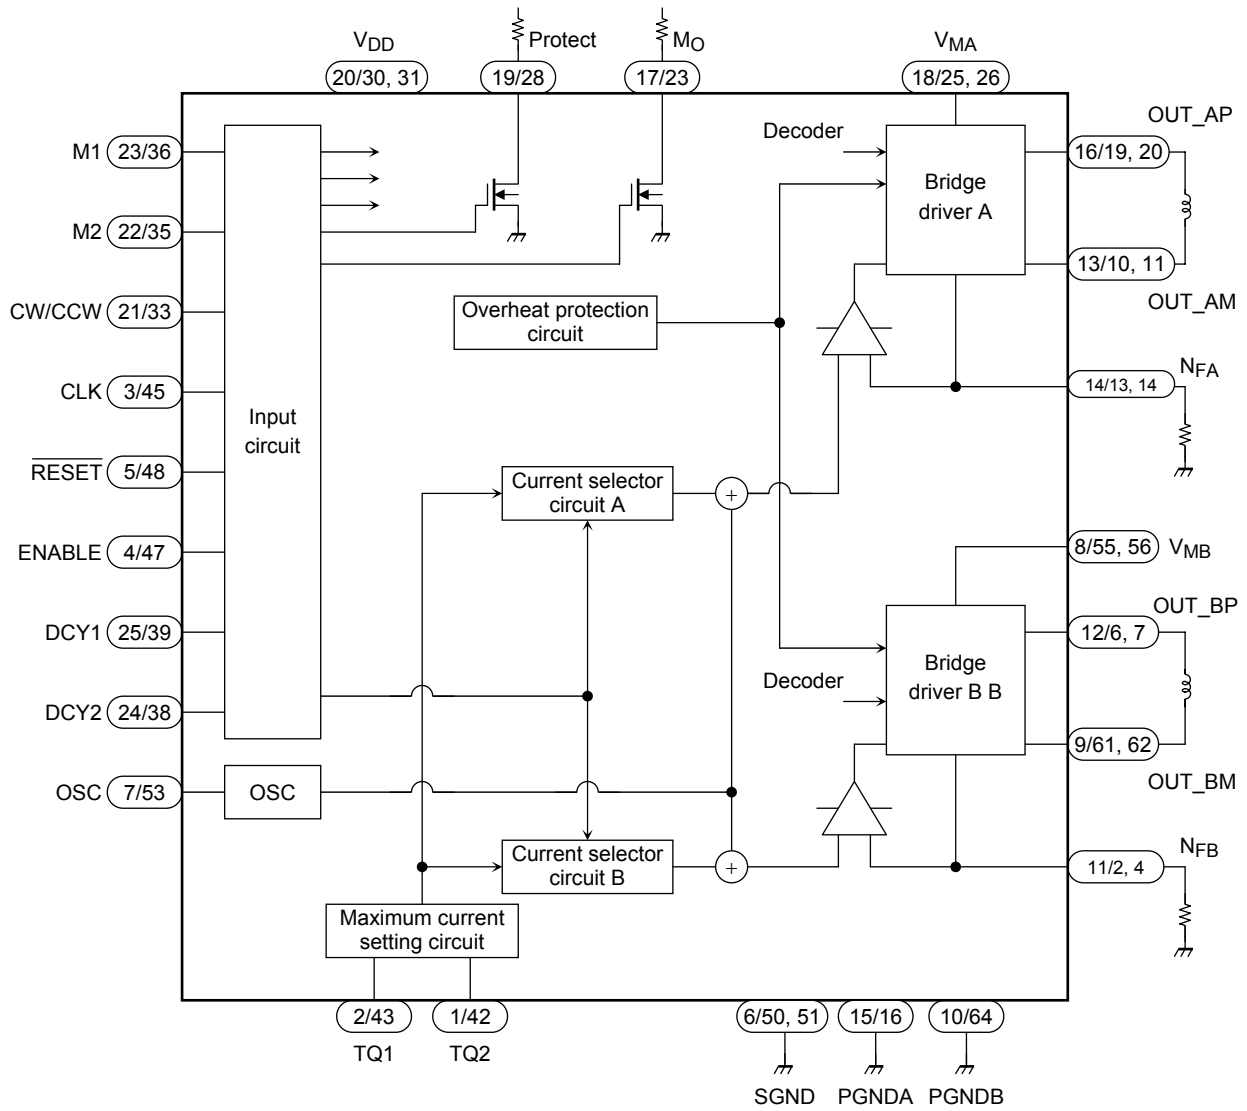 VDD
Protect
MO
VMA
20/30, 31
19/28
17/23
18/25, 26
OUT_AP
M1
23/36
Decoder
16/19, 20
Bridge
driver A
M2
22/35
13/10, 11
OUT_AM
CW/CCW
21/33
Overheat protection
circuit
NFA
CLK
3/45
14/13, 14
Input
circuit
RESET
5/48
Current selector
circuit A
+
ENABLE
4/47
8/55, 56
VMB
OUT_BP
DCY1
25/39
12/6, 7
Bridge
driver B B
Decoder
DCY2
24/38
9/61, 62
OUT_BM
OSC
7/53
OSC
Current selector
circuit B
+
NFB
11/2, 4
Maximum current
setting circuit
2/43
1/42
6/50, 51
15/16
10/64
TQ1
TQ2
SGND
PGNDA
PGNDB